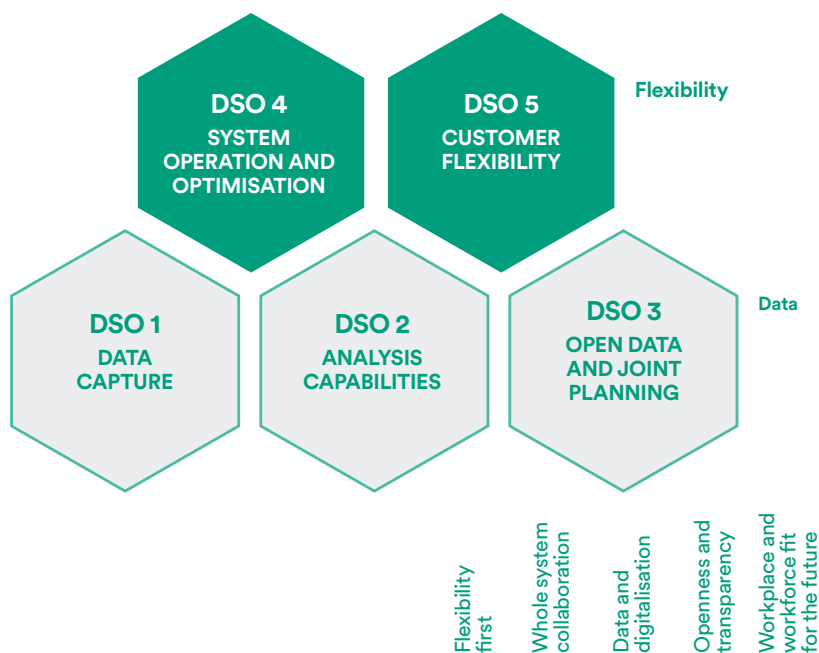 DSO 4
SYSTEM
OPERATION AND
OPTIMISATION
DSO 5
CUSTOMER
FLEXIBILITY
Flexibility
DSO 1
DATA
CAPTURE
DSO 2
ANALYSIS
CAPABILITIES
DSO 3
OPEN DATA
AND JOINT
PLANNING
Data
Flexibility
first
Whole system
collaboration
Data and
digitalisation
Openness and
transparency
Workplace and
workforce fit
for the future